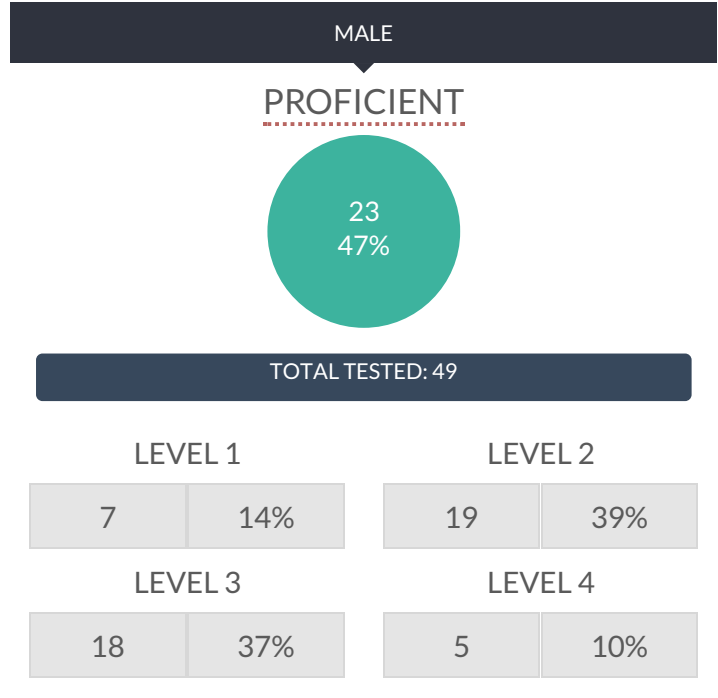 MALE
PROFICIENT
23
47%
TOTAL TESTED: 49
LEVEL 1 LEVEL 2
7 14% 19 39%
LEVEL 3 LEVEL 4
18 37% 5 10%